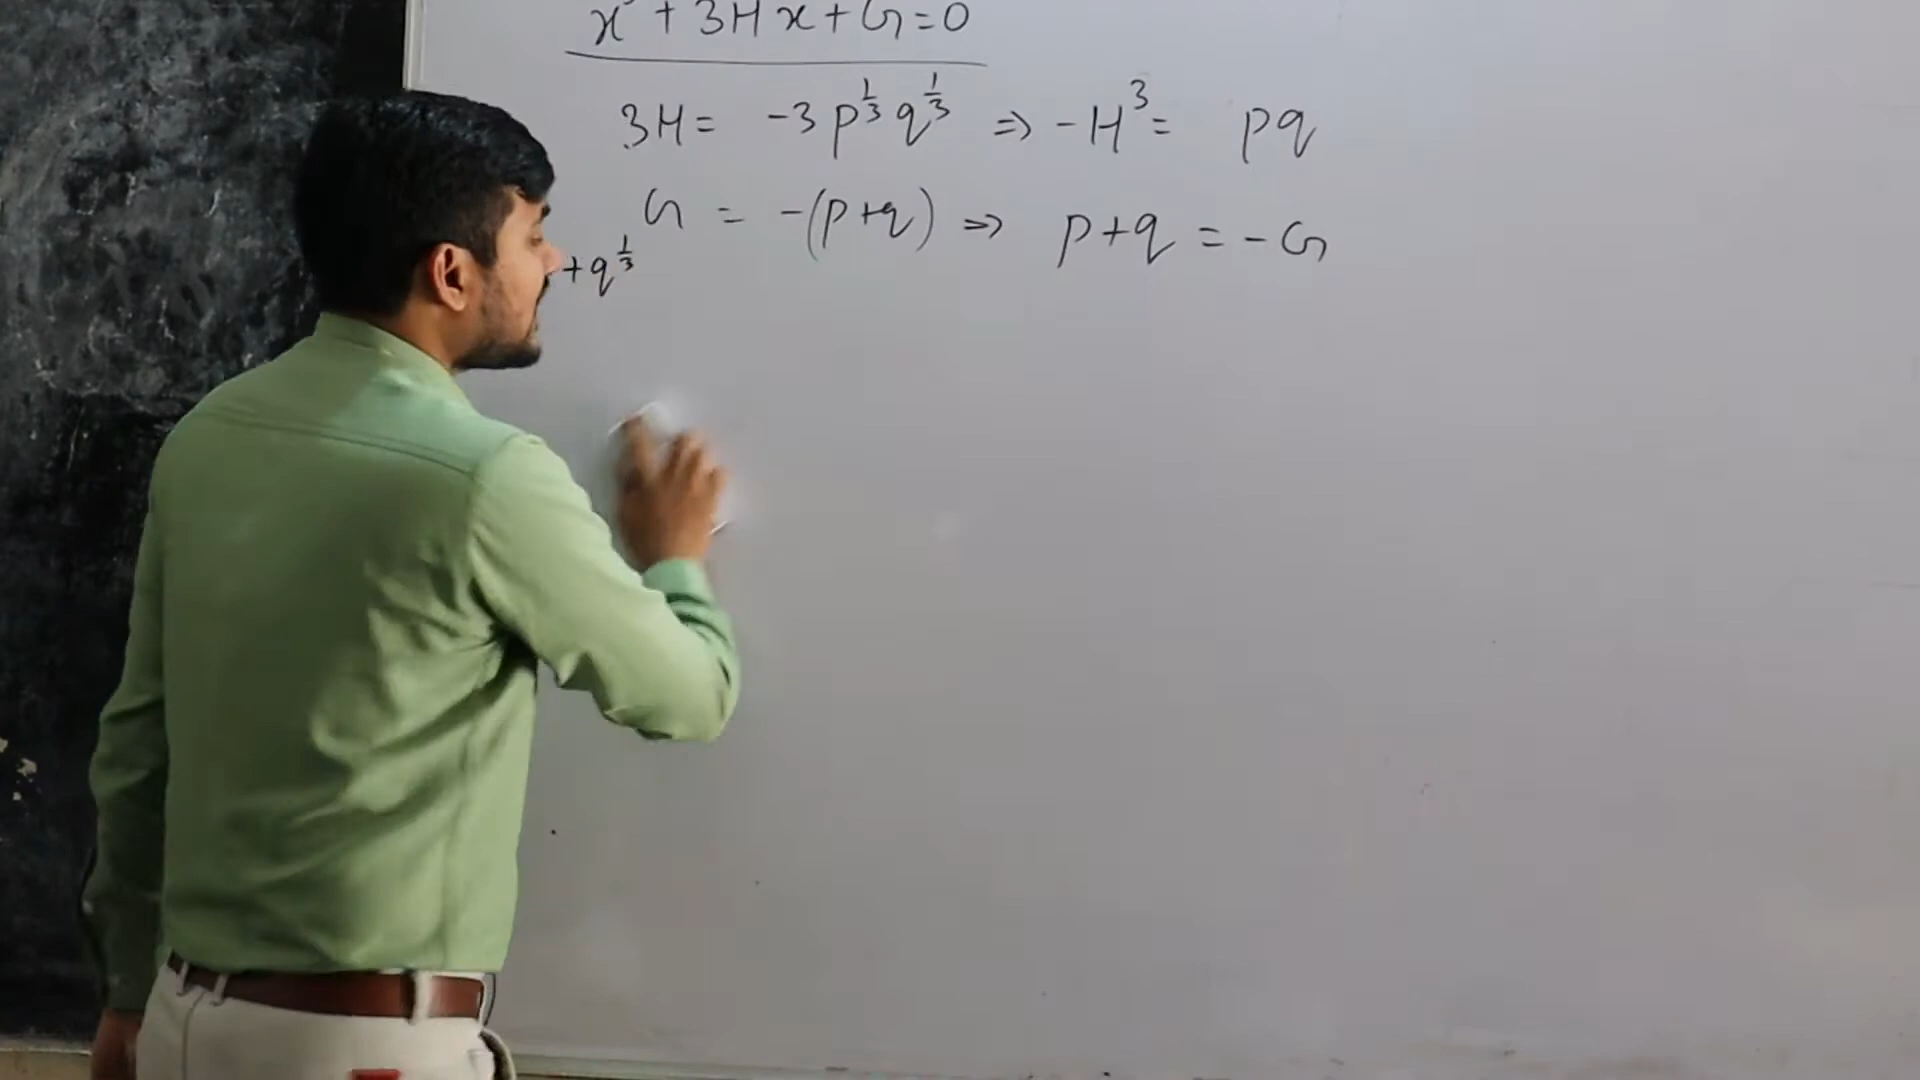 x³ + 3Hx + G = 0
3H = -3p^{1/3} q^{1/3} ⇒ -H³ = pq
G = -(p+q) ⇒ p+q = -G
+q^{1/3}